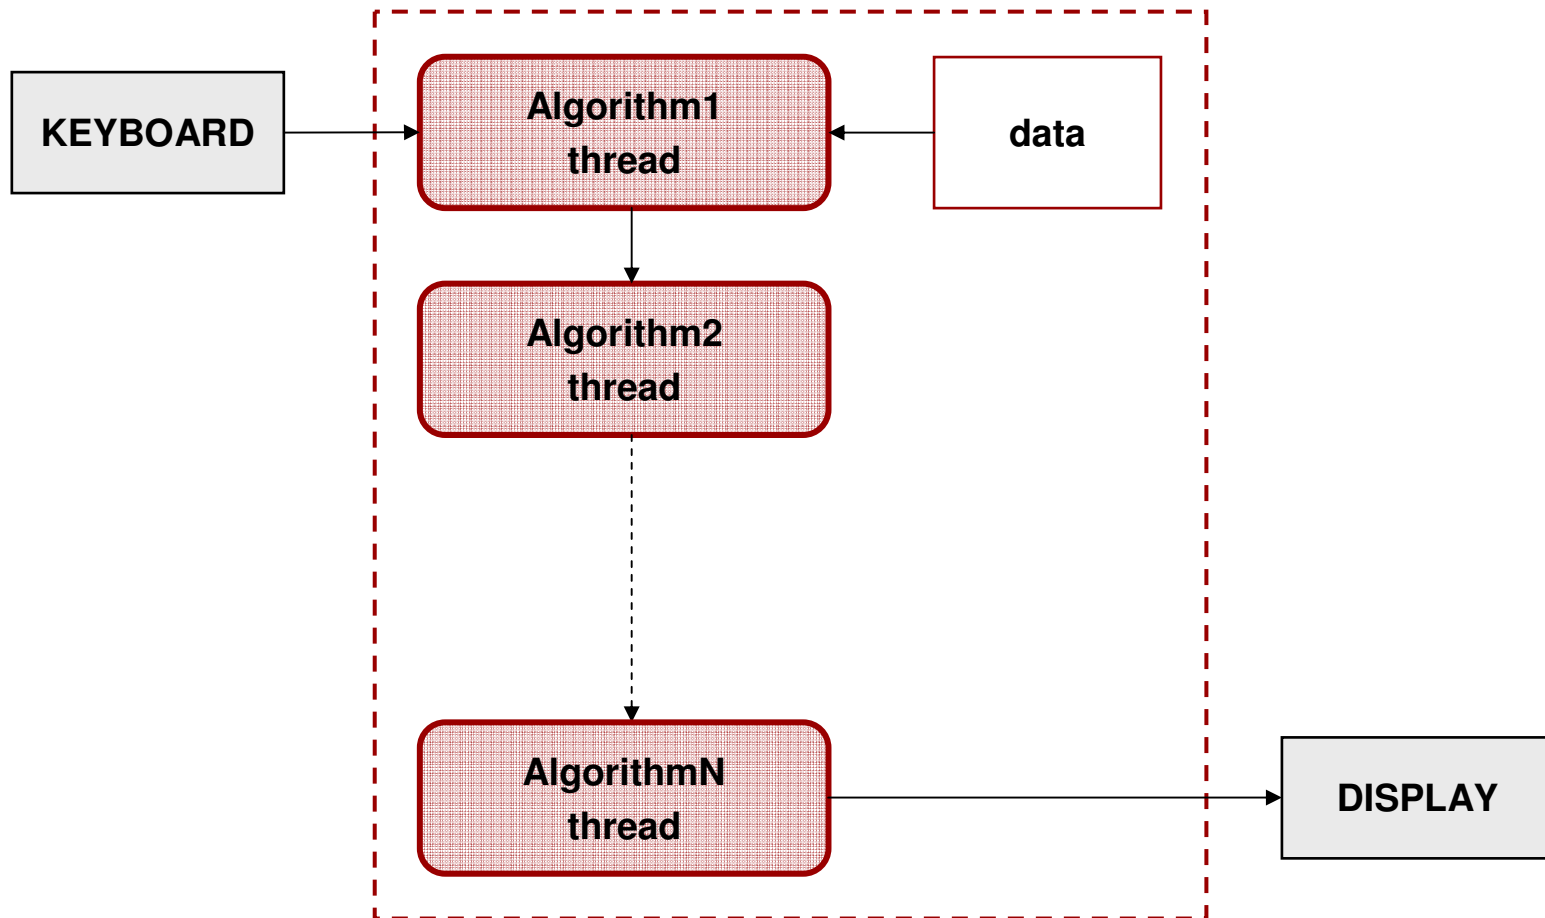 KEYBOARD
Algorithm1
thread
data
Algorithm2
thread
AlgorithmN
thread
DISPLAY